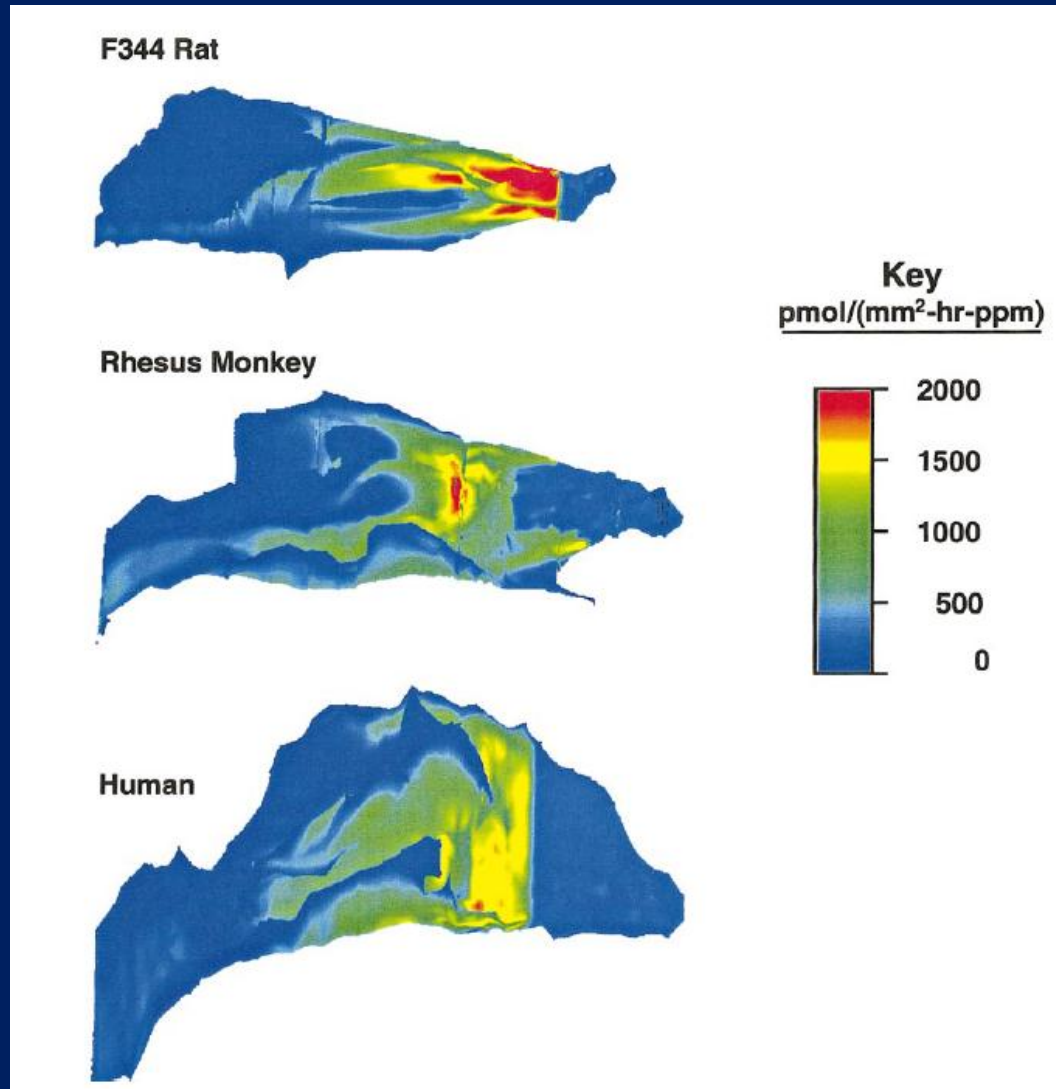 F344 Rat
Key
pmol/(mm²-hr-ppm)
Rhesus Monkey
2000
1500
1000
500
0
Human